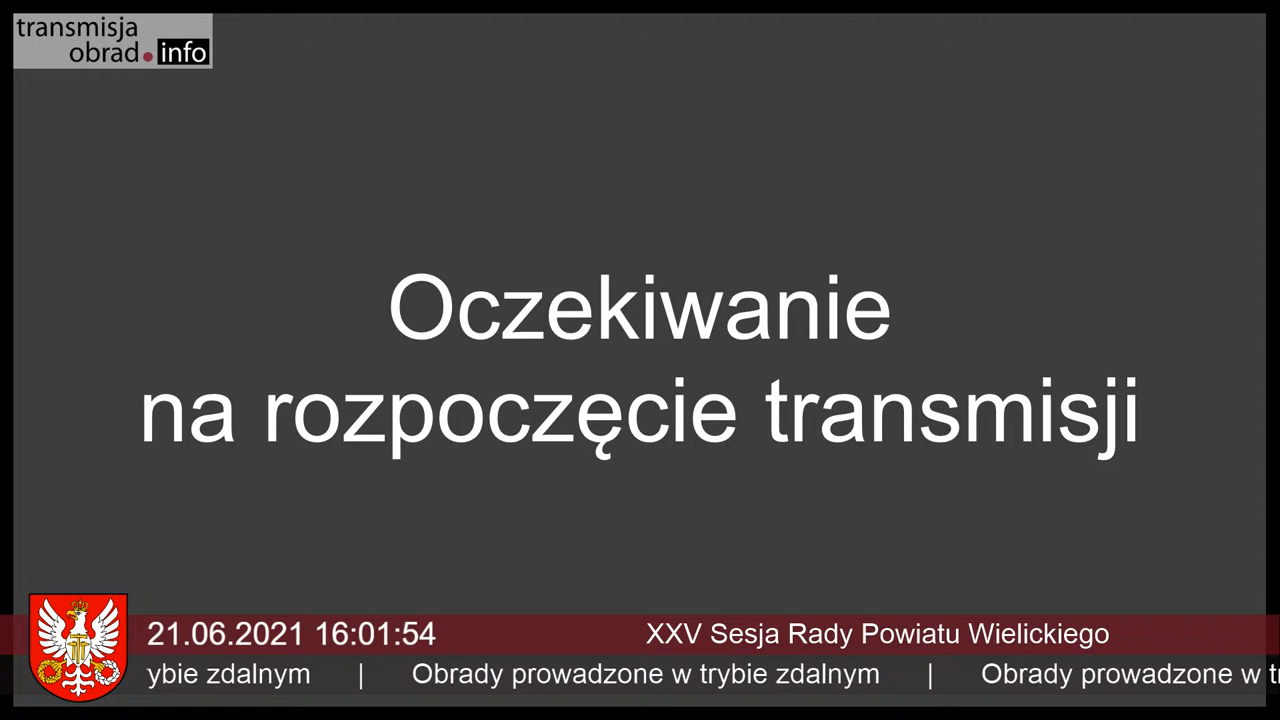 transmisja
obrad.info
Oczekiwanie
na rozpoczęcie transmisji
21.06.2021 16:01:54 XXV Sesja Rady Powiatu Wielickiego
ybie zdalnym | Obrady prowadzone w trybie zdalnym | Obrady prowadzone w t